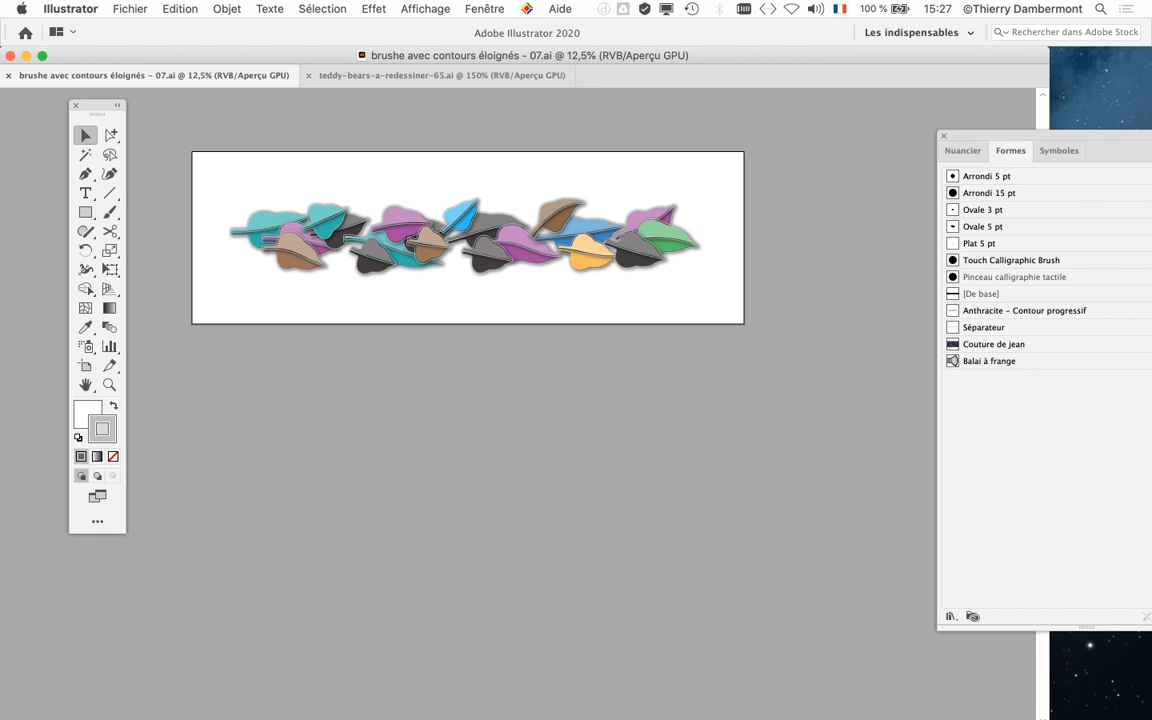 Illustrator Fichier Edition Objet Texte Sélection Effet Affichage Fenêtre Aide 100 % 15:27 ©Thierry Dambermont
Adobe Illustrator 2020 Les indispensables Rechercher dans Adobe Stock
brushe avec contours éloignés - 07.ai @ 12,5% (RVB/Aperçu GPU)
brushe avec contours éloignés - 07.ai @ 12,5% (RVB/Aperçu GPU) teddy-bears-a-redessiner-65.ai @ 150% (RVB/Aperçu GPU)
Nuancier Formes Symboles
Arrondi 5 pt
Arrondi 15 pt
Ovale 3 pt
Ovale 5 pt
Plat 5 pt
Touch Calligraphic Brush
Pinceau calligraphie tactile
[De base]
Anthracite - Contour progressif
Séparateur
Couture de jean
Balai à frange